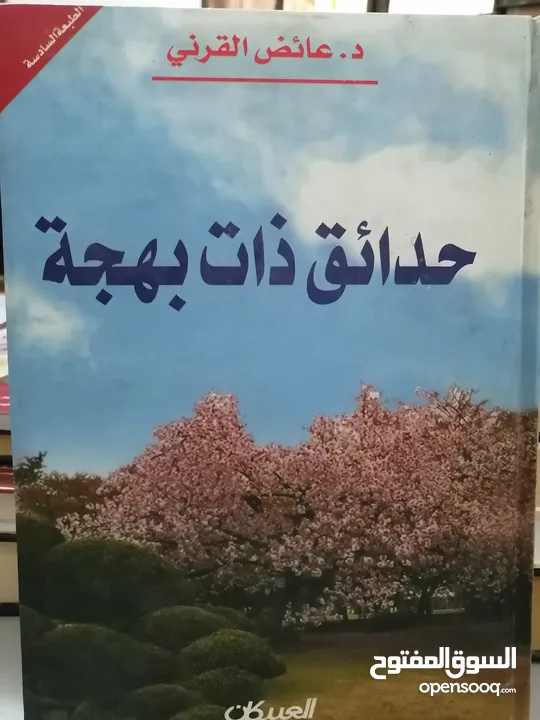 الطبعة السادسة
د. عائض القرني
حدائق ذات بهجة
العبيكان
السوق المفتوح
opensooq.com